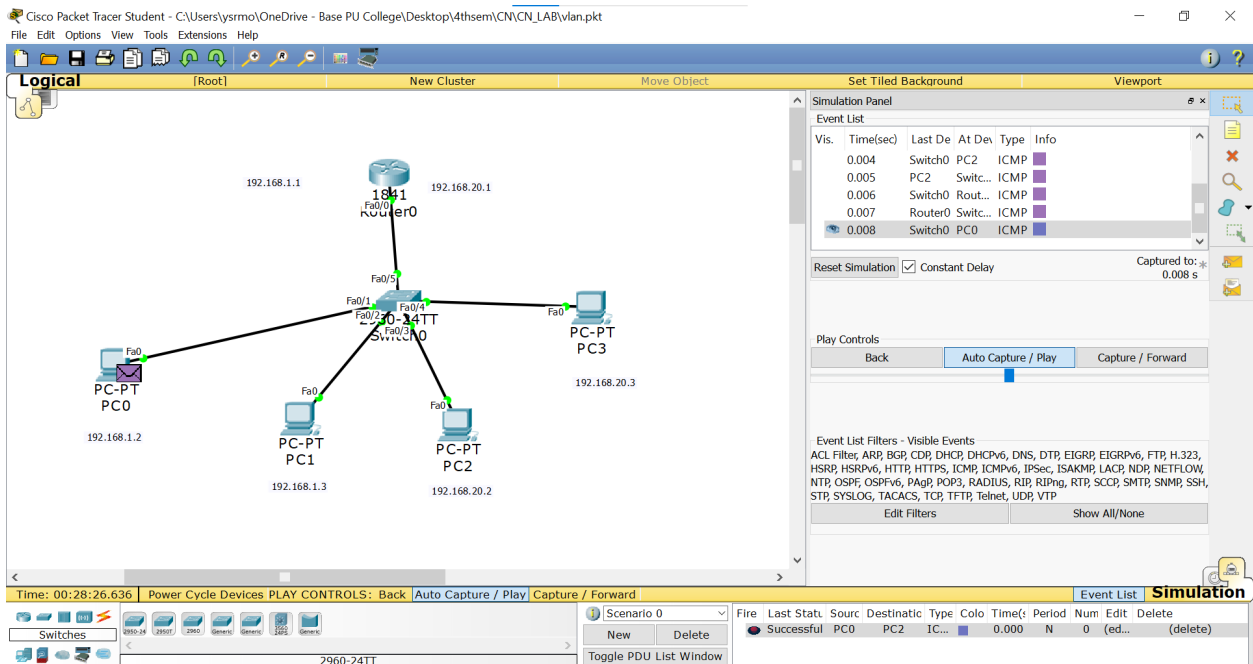 Cisco Packet Tracer Student - C:\Users\ysrmo\OneDrive - Base PU College\Desktop\4thsem\CN\CN_LAB\vlan.pkt
File Edit Options View Tools Extensions Help
Logical [Root] New Cluster Move Object Set Tiled Background Viewport
192.168.1.1
1841
Router0
Fa0/0
192.168.20.1
Fa0/5
Fa0/1
Fa0/2
Fa0/4
Fa0/3
2950-24TT
Switch0
Fa0
PC-PT
PC3
192.168.20.3
Fa0
PC-PT
PC0
192.168.1.2
Fa0
PC-PT
PC1
192.168.1.3
Fa0
PC-PT
PC2
192.168.20.2
Simulation Panel
Event List
Vis. Time(sec) Last De At Dev Type Info
0.004 Switch0 PC2 ICMP
0.005 PC2 Switc... ICMP
0.006 Switch0 Rout... ICMP
0.007 Router0 Switc... ICMP
0.008 Switch0 PC0 ICMP
Reset Simulation Constant Delay Captured to: *
0.008 s
Play Controls
Back Auto Capture / Play Capture / Forward
Event List Filters - Visible Events
ACL Filter, ARP, BGP, CDP, DHCP, DHCPv6, DNS, DTP, EIGRP, EIGRPv6, FTP, H.323,
HSRP, HSRPv6, HTTP, HTTPS, ICMP, ICMPv6, IPSec, ISAKMP, LACP, NDP, NETFLOW,
NTP, OSPF, OSPFv6, PAgP, POP3, RADIUS, RIP, RIPng, RTP, SCCP, SMTP, SNMP, SSH,
STP, SYSLOG, TACACS, TCP, TFTP, Telnet, UDP, VTP
Edit Filters Show All/None
Time: 00:28:26.636 Power Cycle Devices PLAY CONTROLS: Back Auto Capture / Play Capture / Forward Event List Simulation
Switches
2950-24 2950T 2960 Generic Generic 3560 24PS Generic
2960-24TT
Scenario 0
New Delete
Toggle PDU List Window
Fire Last Statu Sourc Destinatic Type Colo Time(s Period Num Edit Delete
Successful PC0 PC2 IC... 0.000 N 0 (ed... (delete)